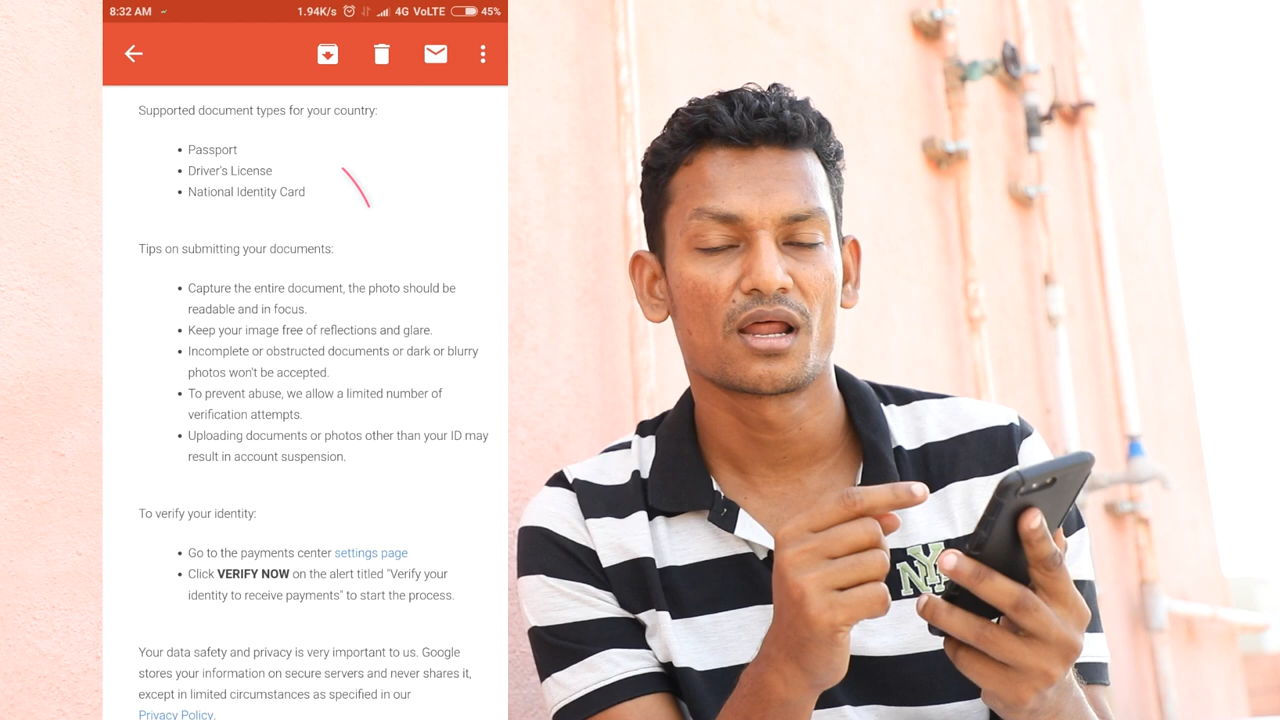 8:32 AM 1.94K/s 4G VoLTE 45%
Supported document types for your country:
• Passport
• Driver's License
• National Identity Card
Tips on submitting your documents:
• Capture the entire document, the photo should be
readable and in focus.
• Keep your image free of reflections and glare.
• Incomplete or obstructed documents or dark or blurry
photos won't be accepted.
• To prevent abuse, we allow a limited number of
verification attempts.
• Uploading documents or photos other than your ID may
result in account suspension.
To verify your identity:
• Go to the payments center settings page
• Click VERIFY NOW on the alert titled "Verify your
identity to receive payments" to start the process.
Your data safety and privacy is very important to us. Google
stores your information on secure servers and never shares it,
except in limited circumstances as specified in our
Privacy Policy.